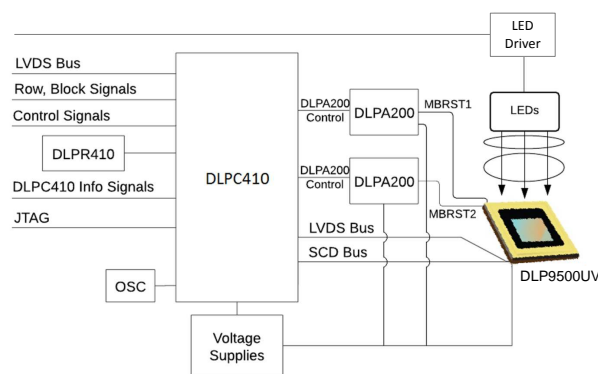 LED
Driver
LVDS Bus
Row, Block Signals
Control Signals
DLPR410
DLPC410 Info Signals
JTAG
OSC
DLPC410
Voltage
Supplies
DLPA200
Control
DLPA200
MBRST1
DLPA200
Control
DLPA200
MBRST2
LVDS Bus
SCD Bus
LEDs
DLP9500UV